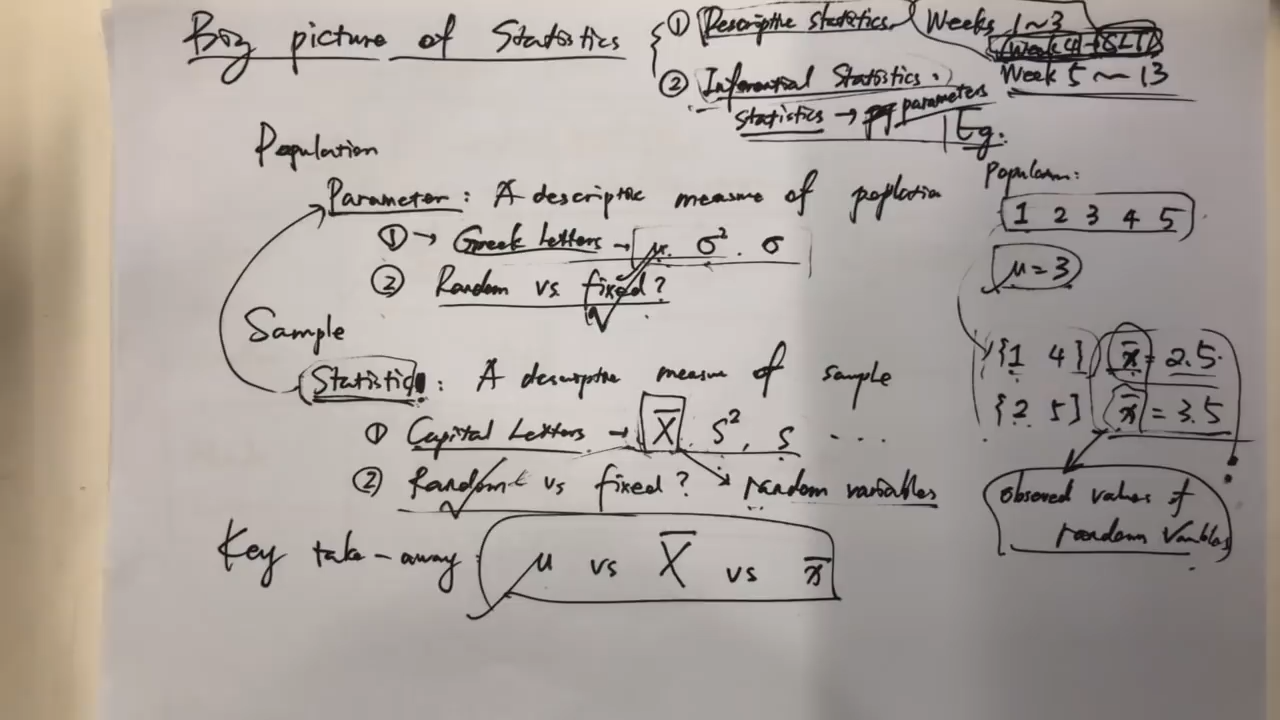 Big picture of Statistics
① Descriptive Statistics Weeks 1~3
Week 4 → SLID
② Inferential Statistics. Week 5 ~ 13
Statistics → parameters
Eg.
Population
Parameter: A descriptive measure of poplation
① → Greek Letters → μ, σ², σ
② Random vs fixed?
Sample
Statistic: A descriptive measure of sample
① Capital Letters → X̄, S², S ....
② Random vs fixed? → random variables
Key take-away: μ vs X̄ vs x̄
Population:
1 2 3 4 5
μ = 3
{1 4} x̄ = 2.5
{2 5} x̄ = 3.5
observed values of
random variables